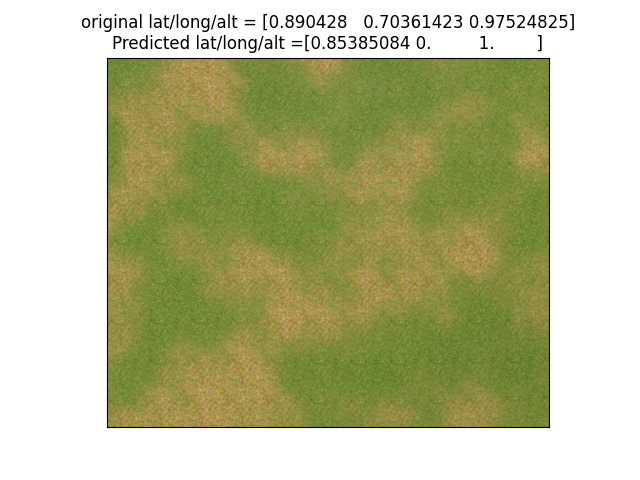 original lat/long/alt = [0.890428   0.70361423 0.97524825]
Predicted lat/long/alt =[0.85385084 0.         1.        ]